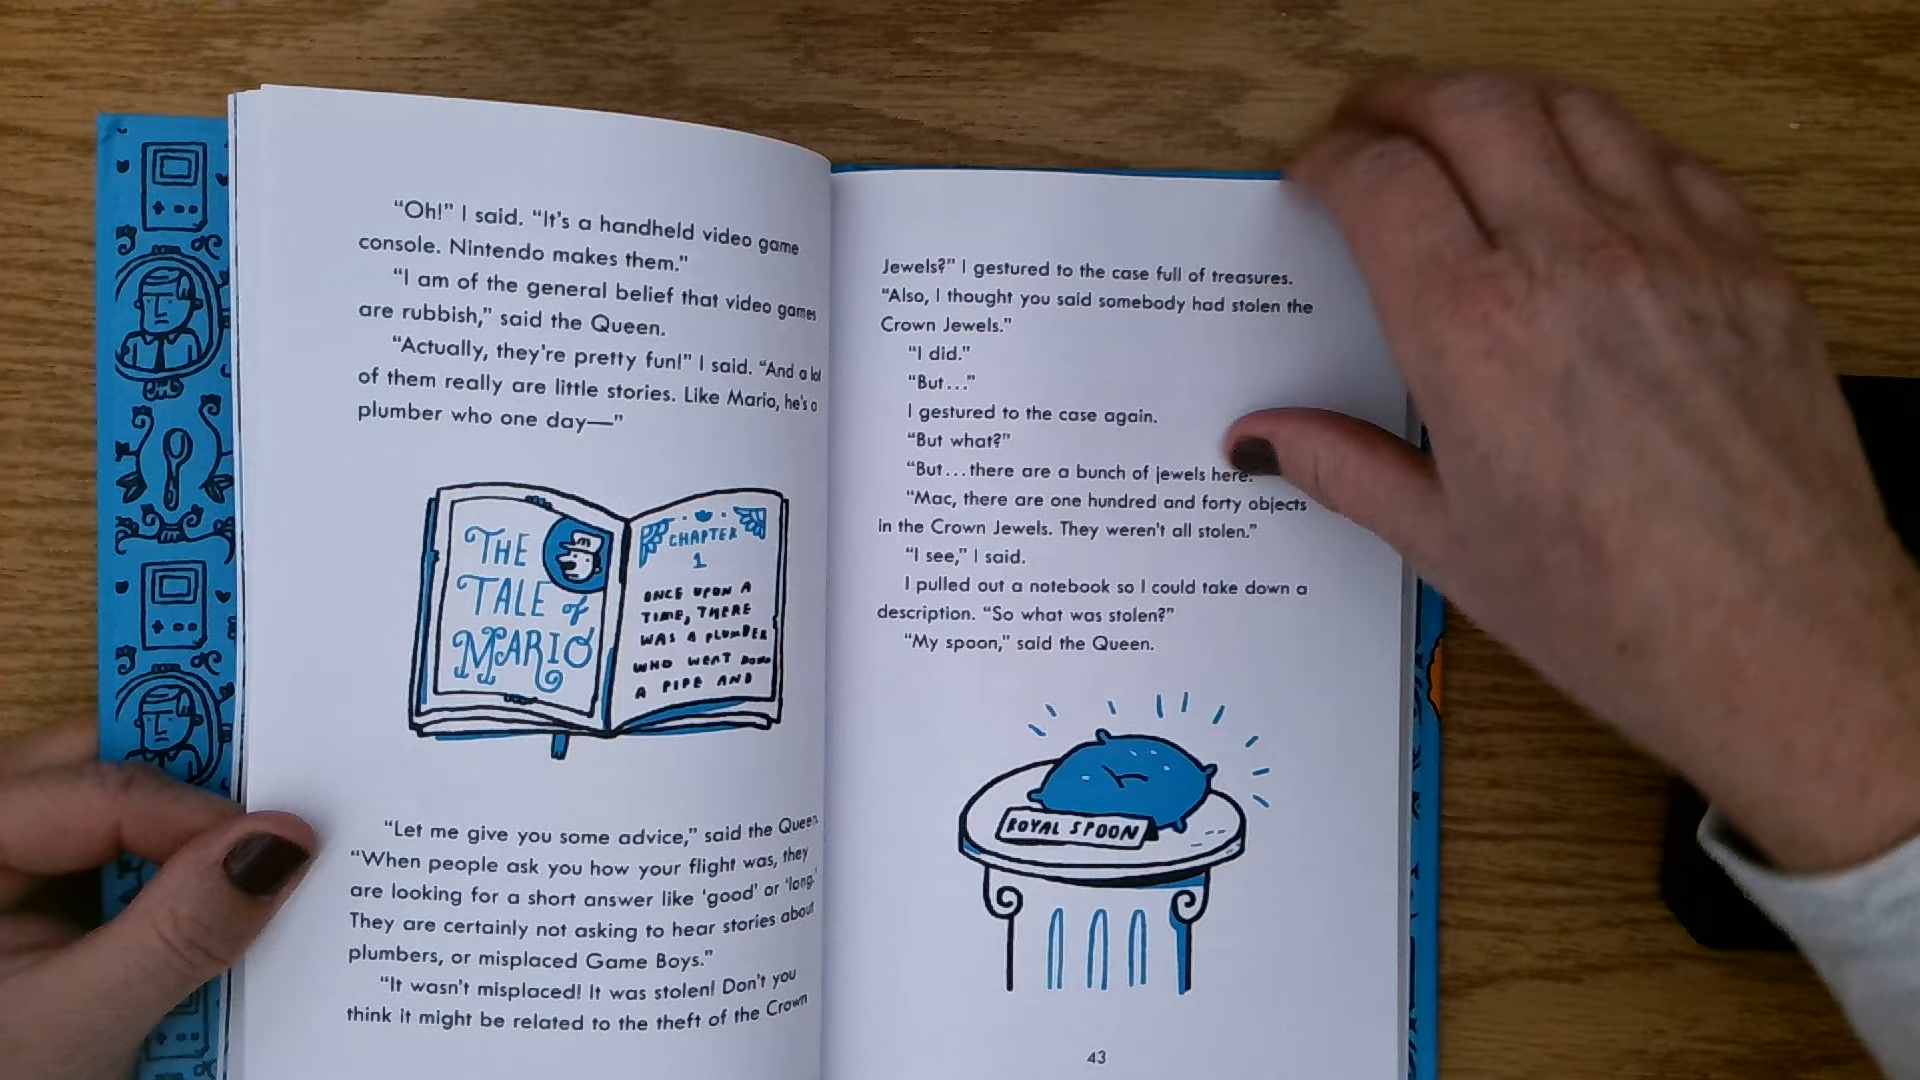 “Oh!” I said. “It’s a handheld video game
console. Nintendo makes them.”
“I am of the general belief that video games
are rubbish,” said the Queen.
“Actually, they’re pretty fun!” I said. “And a lot
of them really are little stories. Like Mario, he’s a
plumber who one day—”
THE
TALE of
MARIO
CHAPTER
1
ONCE UPON A
TIME, THERE
WAS A PLUMBER
WHO WENT DOWN
A PIPE AND
“Let me give you some advice,” said the Queen.
“When people ask you how your flight was, they
are looking for a short answer like ‘good’ or ‘long.’
They are certainly not asking to hear stories about
plumbers, or misplaced Game Boys.”
“It wasn’t misplaced! It was stolen! Don’t you
think it might be related to the theft of the Crown
Jewels?” I gestured to the case full of treasures.
“Also, I thought you said somebody had stolen the
Crown Jewels.”
“I did.”
“But…”
I gestured to the case again.
“But what?”
“But…there are a bunch of jewels here.”
“Mac, there are one hundred and forty objects
in the Crown Jewels. They weren’t all stolen.”
“I see,” I said.
I pulled out a notebook so I could take down a
description. “So what was stolen?”
“My spoon,” said the Queen.
ROYAL SPOON
43